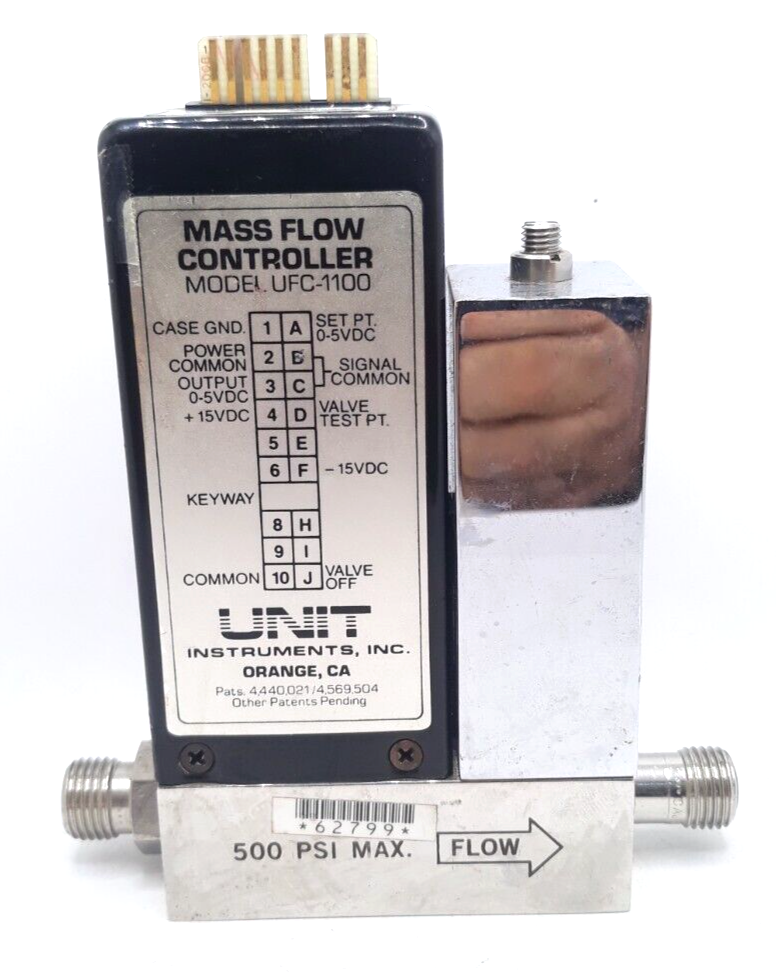 MASS FLOW
CONTROLLER
MODEL UFC-1100
CASE GND. 1 A SET PT.
0-5VDC
POWER
COMMON 2 B SIGNAL
COMMON
OUTPUT
0-5VDC 3 C
+15VDC 4 D VALVE
TEST PT.
5 E
6 F -15VDC
KEYWAY
8 H
9 I
COMMON 10 J VALVE
OFF
UNIT
INSTRUMENTS, INC.
ORANGE, CA
Pats. 4,440,021/4,569,504
Other Patents Pending
*62799*
500 PSI MAX. FLOW